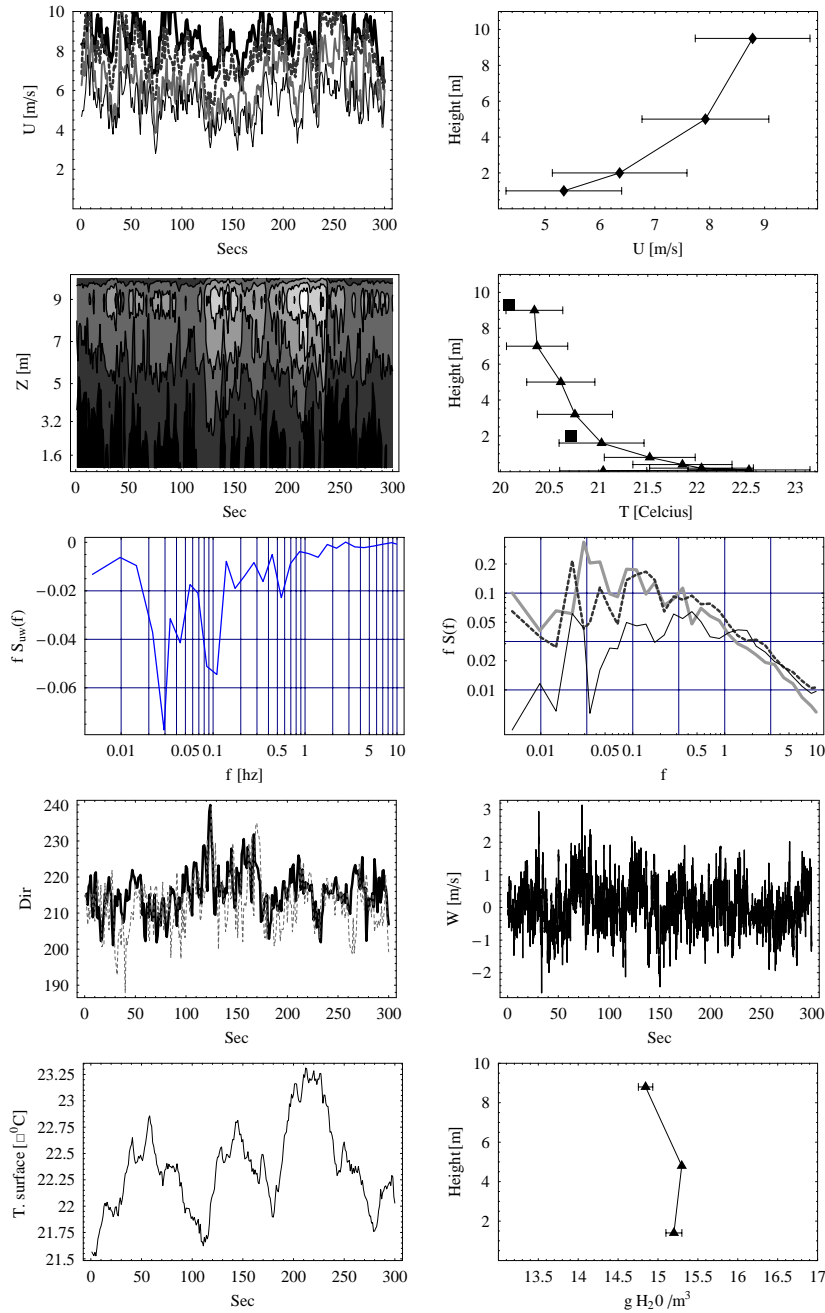 10
8
6
4
2
U [m/s]
0 50 100 150 200 250 300
Secs
10
8
6
4
2
Height [m]
5 6 7 8 9
U [m/s]
9
7
5
3.2
1.6
Z [m]
0 50 100 150 200 250 300
Sec
10
8
6
4
2
Height [m]
20 20.5 21 21.5 22 22.5 23
T [Celcius]
0
−0.02
−0.04
−0.06
f Suw(f)
0.01 0.05 0.1 0.5 1 5 10
f [hz]
0.2
0.1
0.05
0.02
0.01
f S(f)
0.01 0.05 0.1 0.5 1 5 10
f
240
230
220
210
200
190
Dir
0 50 100 150 200 250 300
Sec
3
2
1
0
−1
−2
W [m/s]
0 50 100 150 200 250 300
Sec
23.25
23
22.75
22.5
22.25
22
21.75
21.5
T. surface [□⁰C]
0 50 100 150 200 250 300
Sec
10
8
6
4
2
Height [m]
13.5 14 14.5 15 15.5 16 16.5 17
g H₂0 /m³